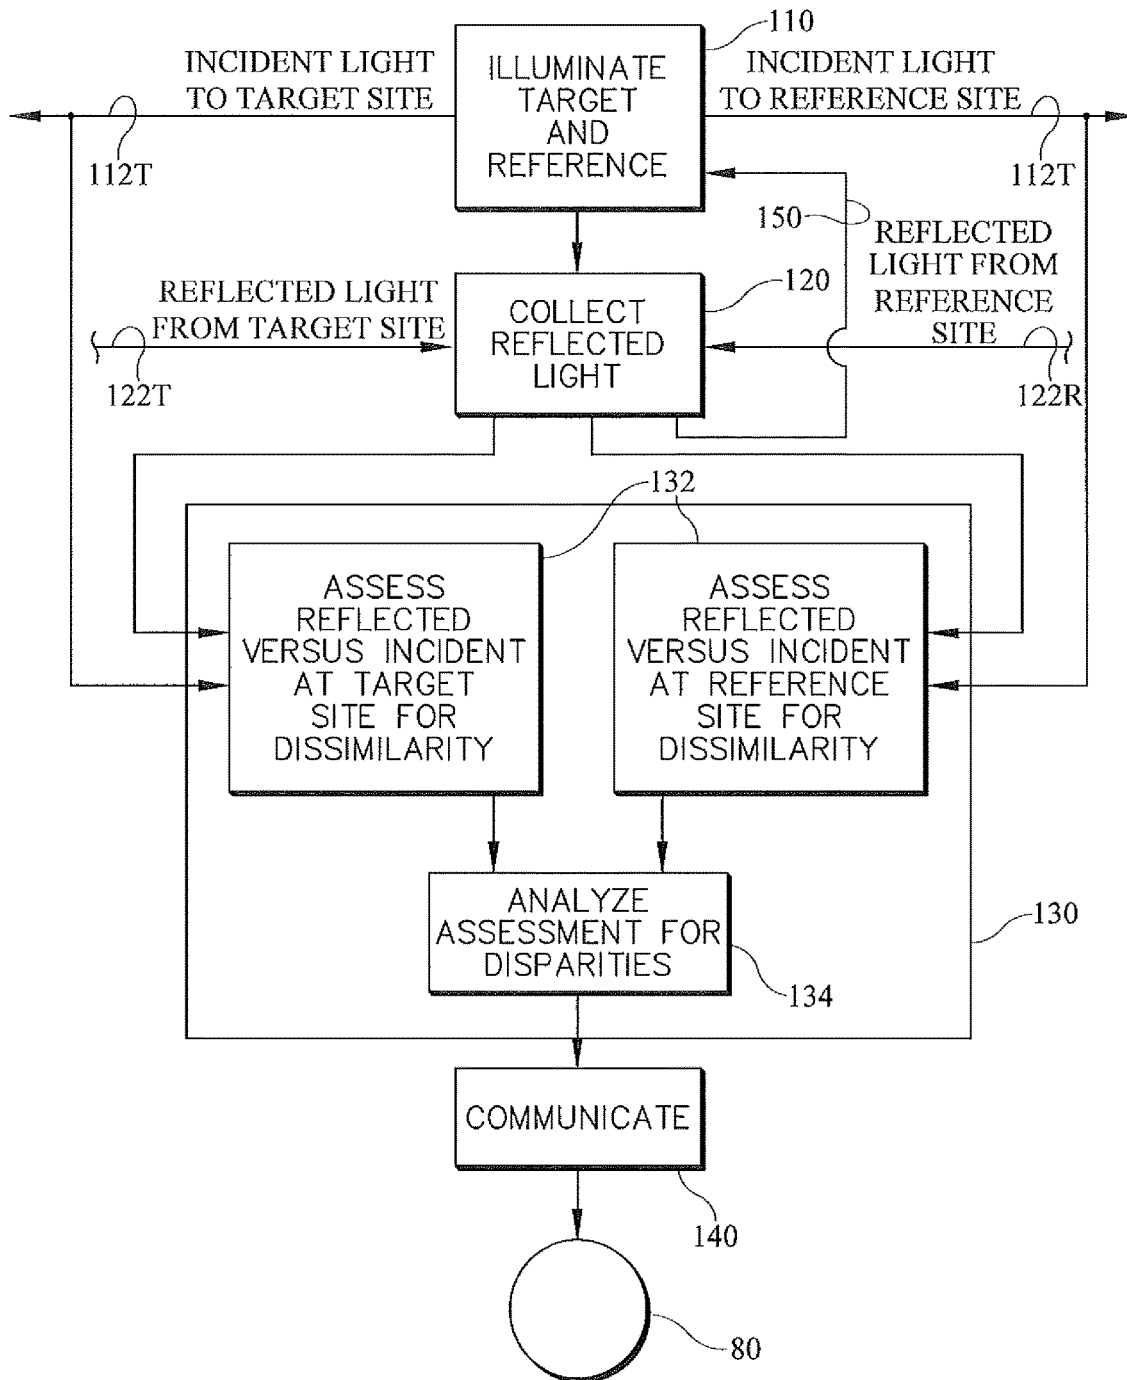 110
INCIDENT LIGHT
TO TARGET SITE
ILLUMINATE
TARGET
AND
REFERENCE
INCIDENT LIGHT
TO REFERENCE SITE
112T
112T
150
REFLECTED
LIGHT FROM
REFERENCE
SITE
REFLECTED LIGHT
FROM TARGET SITE
120
COLLECT
REFLECTED
LIGHT
122T
122R
132
ASSESS
REFLECTED
VERSUS INCIDENT
AT TARGET
SITE FOR
DISSIMILARITY
ASSESS
REFLECTED
VERSUS INCIDENT
AT REFERENCE
SITE FOR
DISSIMILARITY
ANALYZE
ASSESSMENT FOR
DISPARITIES
130
134
COMMUNICATE
140
80